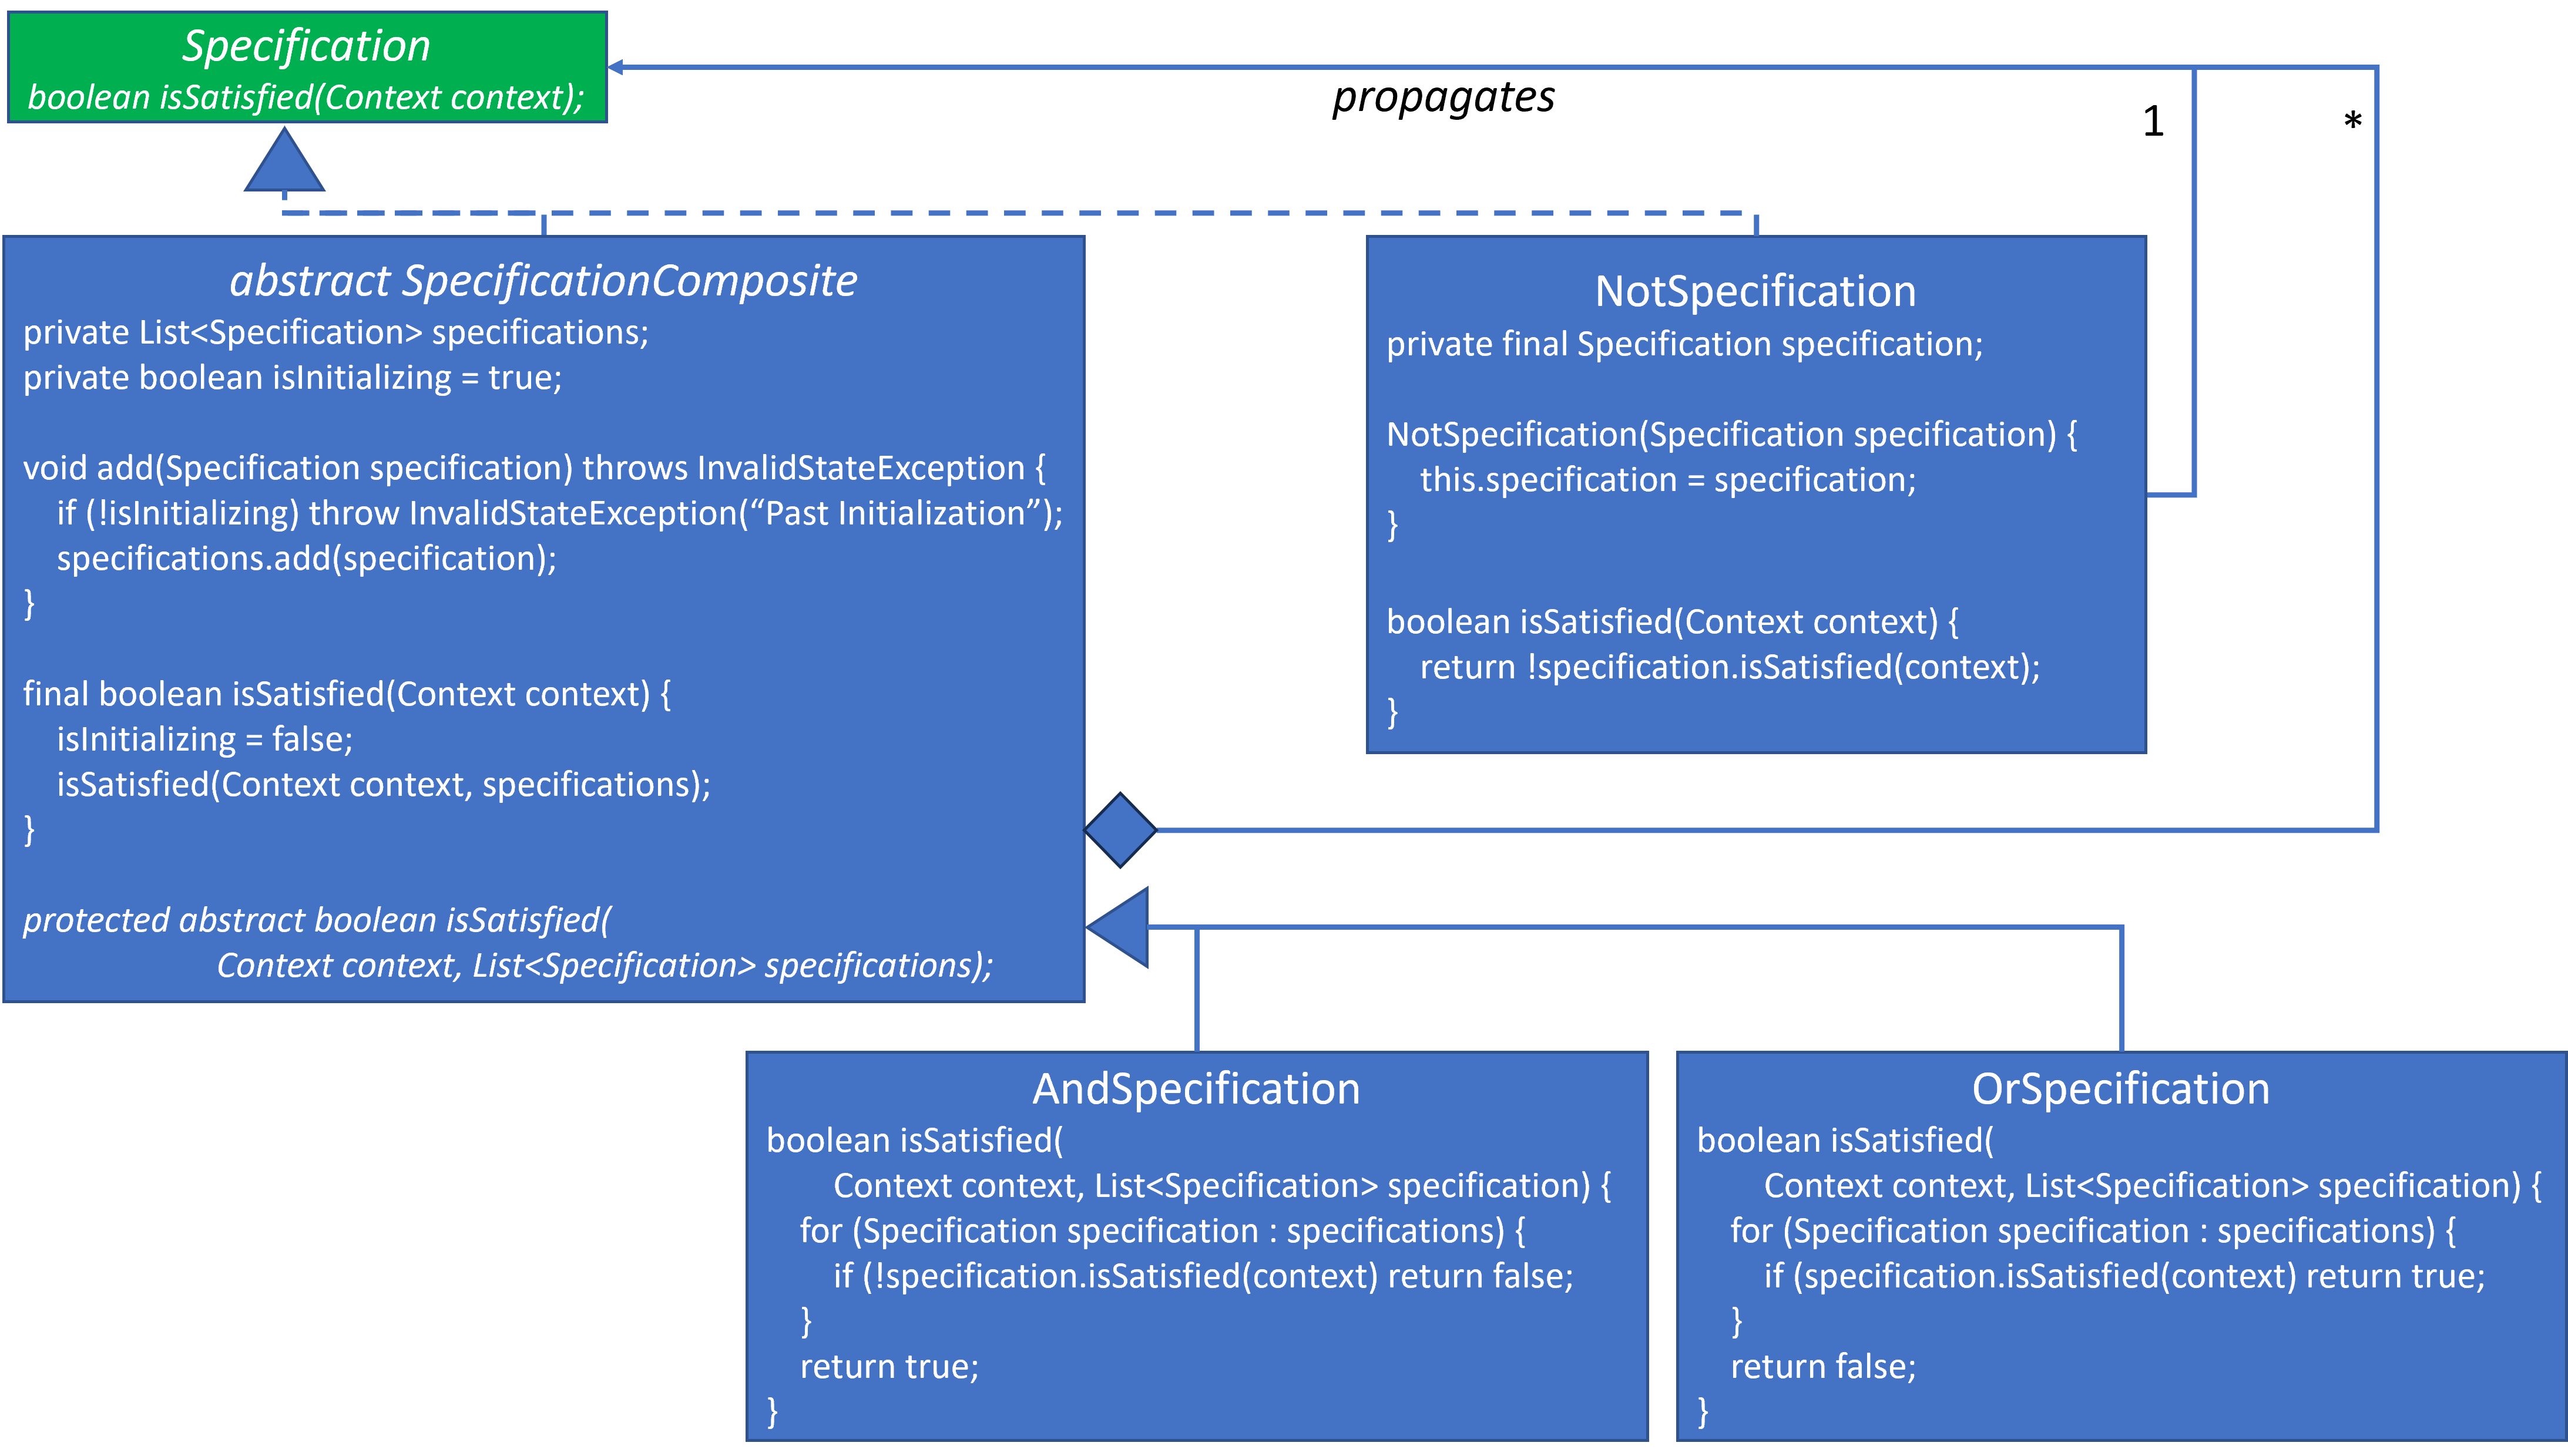 Specification
boolean isSatisfied(Context context);
propagates
1
*
abstract SpecificationComposite
private List<Specification> specifications;
private boolean isInitializing = true;
void add(Specification specification) throws InvalidStateException {
if (!isInitializing) throw InvalidStateException(“Past Initialization”);
specifications.add(specification);
}
final boolean isSatisfied(Context context) {
isInitializing = false;
isSatisfied(Context context, specifications);
}
protected abstract boolean isSatisfied(
Context context, List<Specification> specifications);
NotSpecification
private final Specification specification;
NotSpecification(Specification specification) {
this.specification = specification;
}
boolean isSatisfied(Context context) {
return !specification.isSatisfied(context);
}
AndSpecification
boolean isSatisfied(
Context context, List<Specification> specification) {
for (Specification specification : specifications) {
if (!specification.isSatisfied(context) return false;
}
return true;
}
OrSpecification
boolean isSatisfied(
Context context, List<Specification> specification) {
for (Specification specification : specifications) {
if (specification.isSatisfied(context) return true;
}
return false;
}